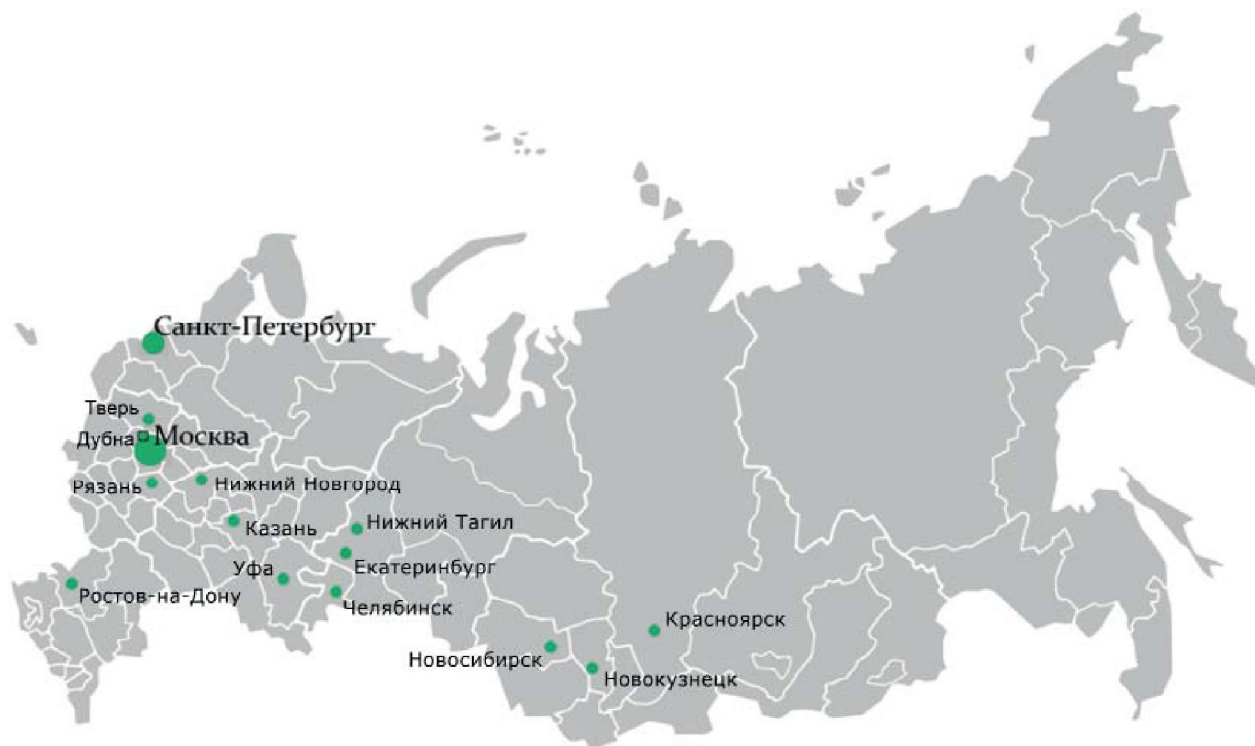 Санкт-Петербург
Тверь
Дубна
Москва
Рязань
Нижний Новгород
Казань
Нижний Тагил
Екатеринбург
Уфа
Ростов-на-Дону
Челябинск
Красноярск
Новосибирск
Новокузнецк